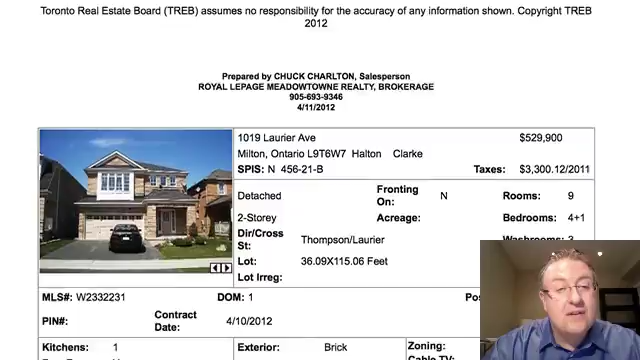 Toronto Real Estate Board (TREB) assumes no responsibility for the accuracy of any information shown. Copyright TREB
2012
Prepared by CHUCK CHARLTON, Salesperson
ROYAL LEPAGE MEADOWTOWNE REALTY, BROKERAGE
905-693-9346
4/11/2012
1019 Laurier Ave $529,900
Milton, Ontario L9T6W7 Halton Clarke
SPIS: N 456-21-B Taxes: $3,300.12/2011
Detached Fronting On: N Rooms: 9
2-Storey Acreage: Bedrooms: 4+1
Dir/Cross St: Thompson/Laurier Washrooms: 3
Lot: 36.09X115.06 Feet
Lot Irreg:
MLS#: W2332231 DOM: 1
PIN#: Contract Date: 4/10/2012
Kitchens: 1 Exterior: Brick Zoning:
Cable TV: